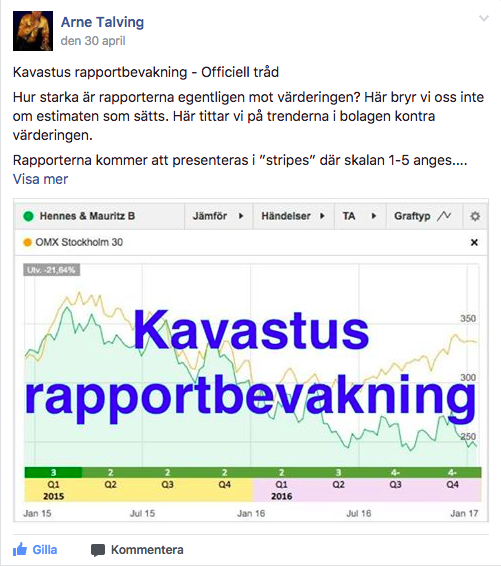 Arne Talving
den 30 april
Kavastus rapportbevakning - Officiell tråd
Hur starka är rapporterna egentligen mot värderingen? Här bryr vi oss inte
om estimaten som sätts. Här tittar vi på trenderna i bolagen kontra
värderingen.
Rapporterna kommer att presenteras i ”stripes” där skalan 1-5 anges....
Visa mer
Hennes & Mauritz B Jämför Händelser TA Graftyp
OMX Stockholm 30 ×
Utv. -21,64%
350
Kavastus
300
rapportbevakning
250
3 2 2 2 2 3 4- 4-
Q1 Q2 Q3 Q4 Q1 Q2 Q3 Q4
2015 2016
Jan 15 Jul 15 Jan 16 Jul 16 Jan 17
Gilla Kommentera